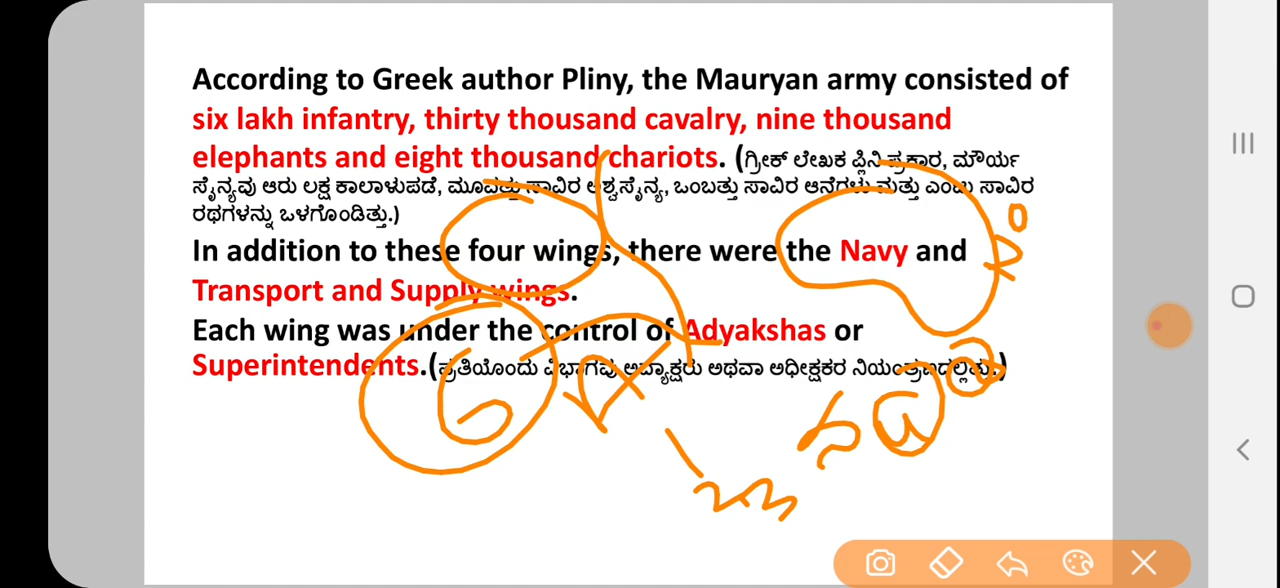 According to Greek author Pliny, the Mauryan army consisted of
six lakh infantry, thirty thousand cavalry, nine thousand
elephants and eight thousand chariots. (ಗ್ರೀಕ್ ಲೇಖಕ ಪ್ಲಿನಿ ಪ್ರಕಾರ, ಮೌರ್ಯ
ಸೈನ್ಯವು ಆರು ಲಕ್ಷ ಕಾಲಾಳುಪಡೆ, ಮೂವತ್ತು ಸಾವಿರ ಅಶ್ವಸೈನ್ಯ, ಒಂಬತ್ತು ಸಾವಿರ ಆನೆಗಳು ಮತ್ತು ಎಂಟು ಸಾವಿರ
ರಥಗಳನ್ನು ಒಳಗೊಂಡಿತ್ತು.)
In addition to these four wings, there were the Navy and
Transport and Supply wings.
Each wing was under the control of Adyakshas or
Superintendents.(ಪ್ರತಿಯೊಂದು ವಿಭಾಗವು ಅಧ್ಯಾಕ್ಷರು ಅಥವಾ ಅಧೀಕ್ಷಕರ ನಿಯಂತ್ರಣದಲ್ಲಿತ್ತು.)
6